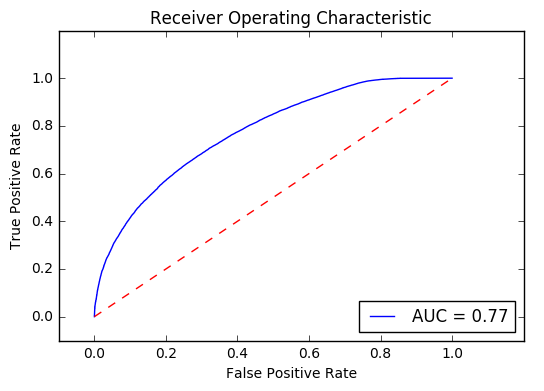 Receiver Operating Characteristic
True Positive Rate
1.0
0.8
0.6
0.4
0.2
0.0
AUC = 0.77
0.0 0.2 0.4 0.6 0.8 1.0
False Positive Rate